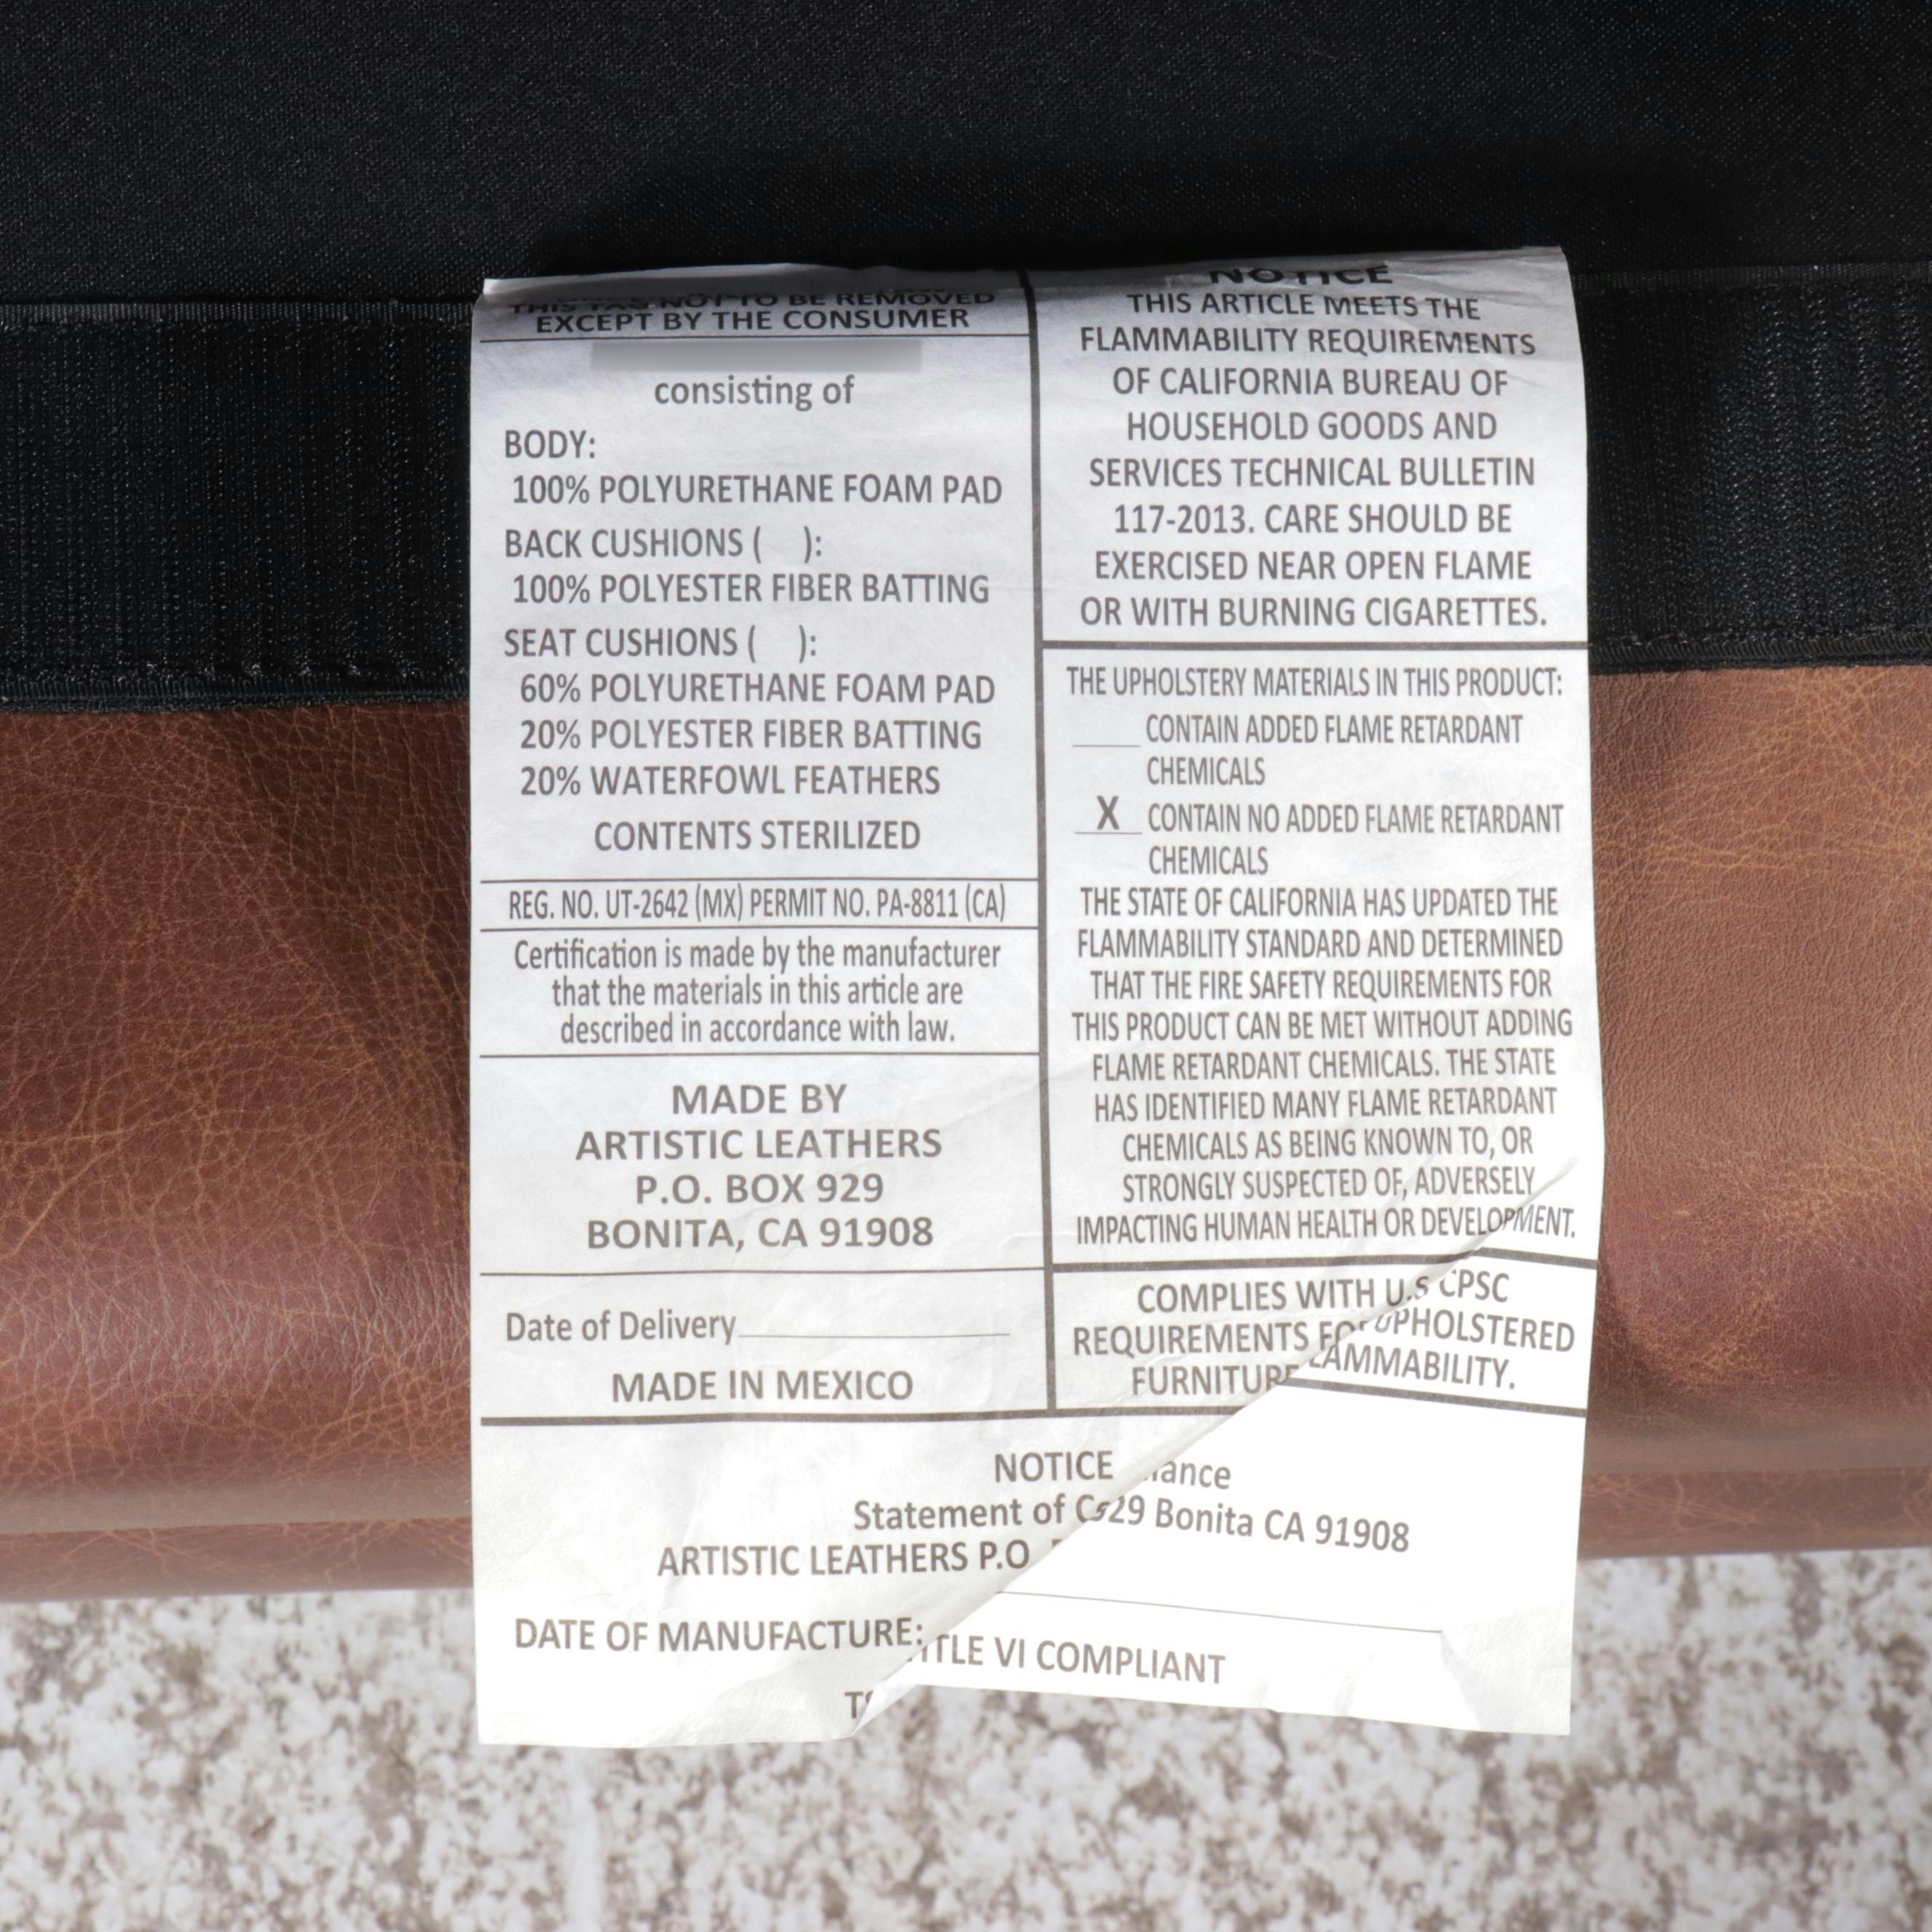 THIS TAG NOT TO BE REMOVED
EXCEPT BY THE CONSUMER
consisting of
BODY:
100% POLYURETHANE FOAM PAD
BACK CUSHIONS (   ):
100% POLYESTER FIBER BATTING
SEAT CUSHIONS (   ):
60% POLYURETHANE FOAM PAD
20% POLYESTER FIBER BATTING
20% WATERFOWL FEATHERS
CONTENTS STERILIZED
REG. NO. UT-2642 (MX) PERMIT NO. PA-8811 (CA)
Certification is made by the manufacturer
that the materials in this article are
described in accordance with law.
MADE BY
ARTISTIC LEATHERS
P.O. BOX 929
BONITA, CA 91908
Date of Delivery
MADE IN MEXICO
NOTICE
THIS ARTICLE MEETS THE
FLAMMABILITY REQUIREMENTS
OF CALIFORNIA BUREAU OF
HOUSEHOLD GOODS AND
SERVICES TECHNICAL BULLETIN
117-2013. CARE SHOULD BE
EXERCISED NEAR OPEN FLAME
OR WITH BURNING CIGARETTES.
THE UPHOLSTERY MATERIALS IN THIS PRODUCT:
CONTAIN ADDED FLAME RETARDANT
CHEMICALS
X CONTAIN NO ADDED FLAME RETARDANT
CHEMICALS
THE STATE OF CALIFORNIA HAS UPDATED THE
FLAMMABILITY STANDARD AND DETERMINED
THAT THE FIRE SAFETY REQUIREMENTS FOR
THIS PRODUCT CAN BE MET WITHOUT ADDING
FLAME RETARDANT CHEMICALS. THE STATE
HAS IDENTIFIED MANY FLAME RETARDANT
CHEMICALS AS BEING KNOWN TO, OR
STRONGLY SUSPECTED OF, ADVERSELY
IMPACTING HUMAN HEALTH OR DEVELOPMENT.
COMPLIES WITH U.S CPSC
REQUIREMENTS FOR UPHOLSTERED
FURNITURE LAMMABILITY.
NOTICE
Statement of
ARTISTIC LEATHERS P.O. 29 Bonita CA 91908
DATE OF MANUFACTURE:
VI COMPLIANT